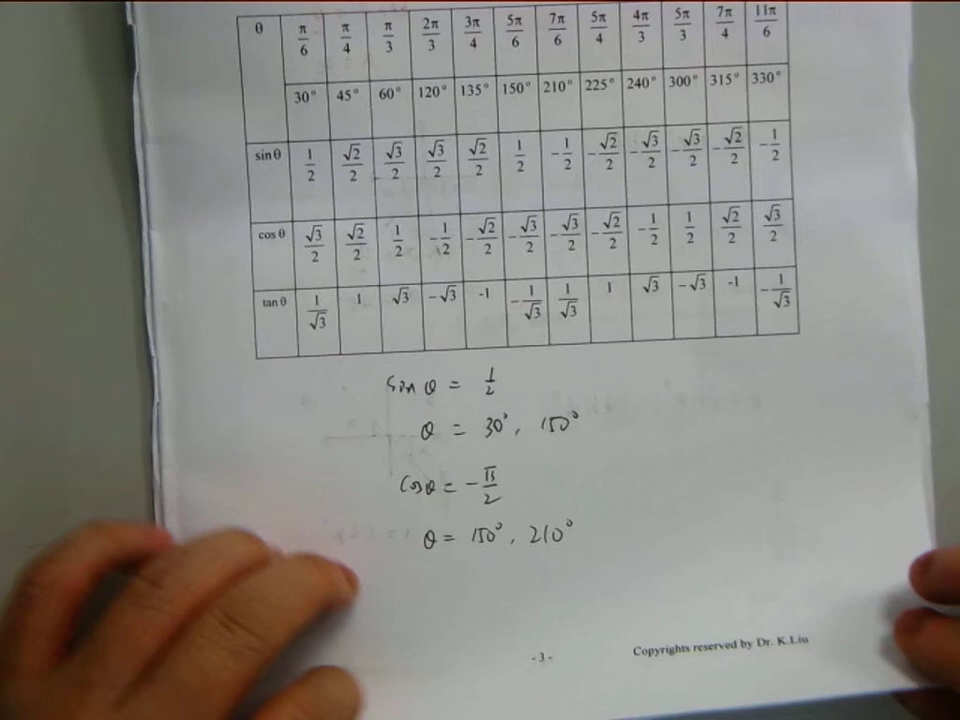 θ π/6 π/4 π/3 2π/3 3π/4 5π/6 7π/6 5π/4 4π/3 5π/3 7π/4 11π/6
30° 45° 60° 120° 135° 150° 210° 225° 240° 300° 315° 330°
sinθ 1/2 √2/2 √3/2 √3/2 √2/2 1/2 -1/2 -√2/2 -√3/2 -√3/2 -√2/2 -1/2
cosθ √3/2 √2/2 1/2 -1/2 -√2/2 -√3/2 -√3/2 -√2/2 -1/2 1/2 √2/2 √3/2
tanθ 1/√3 1 √3 -√3 -1 -1/√3 1/√3 1 √3 -√3 -1 -1/√3
sin θ = 1/2
θ = 30°, 150°
cosθ = -√3/2
θ = 150°, 210°
- 3 - Copyrights reserved by Dr. K.Liu